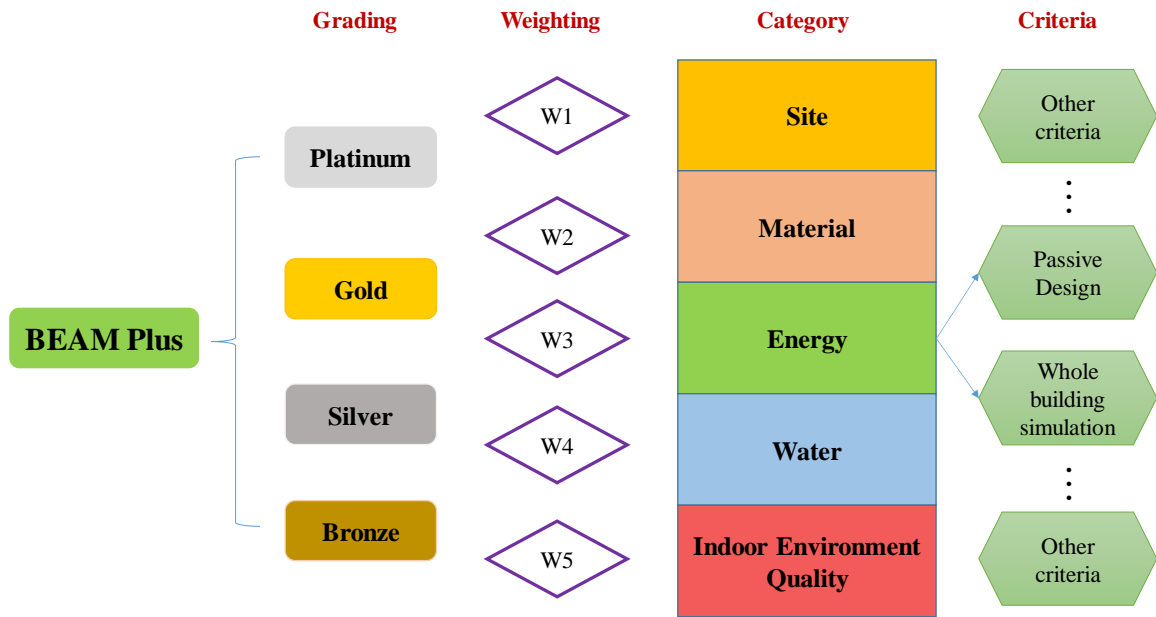 Grading
Weighting
Category
Criteria
BEAM Plus
Platinum
Gold
Silver
Bronze
W1
W2
W3
W4
W5
Site
Material
Energy
Water
Indoor Environment
Quality
Other
criteria
Passive
Design
Whole
building
simulation
Other
criteria